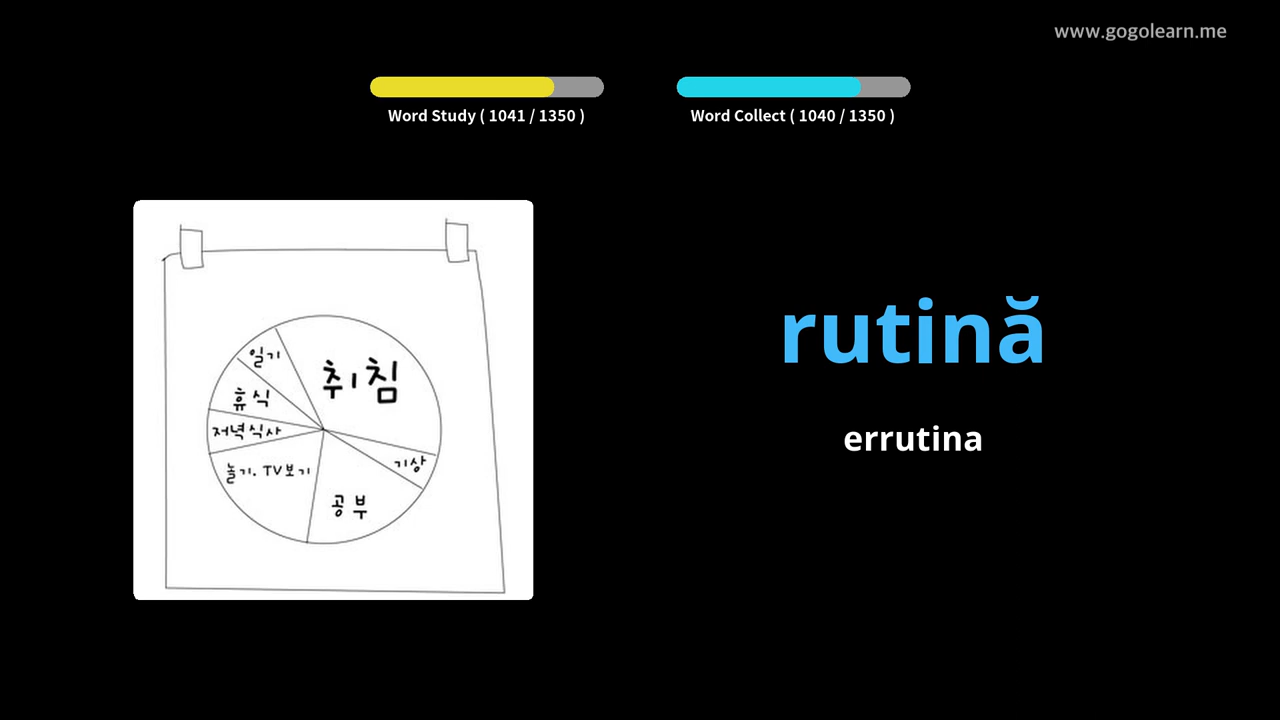 www.gogolearn.me
Word Study ( 1041 / 1350 )
Word Collect ( 1040 / 1350 )
일기
취침
휴식
저녁식사
놀기. TV보기
기상
공부
rutină
errutina